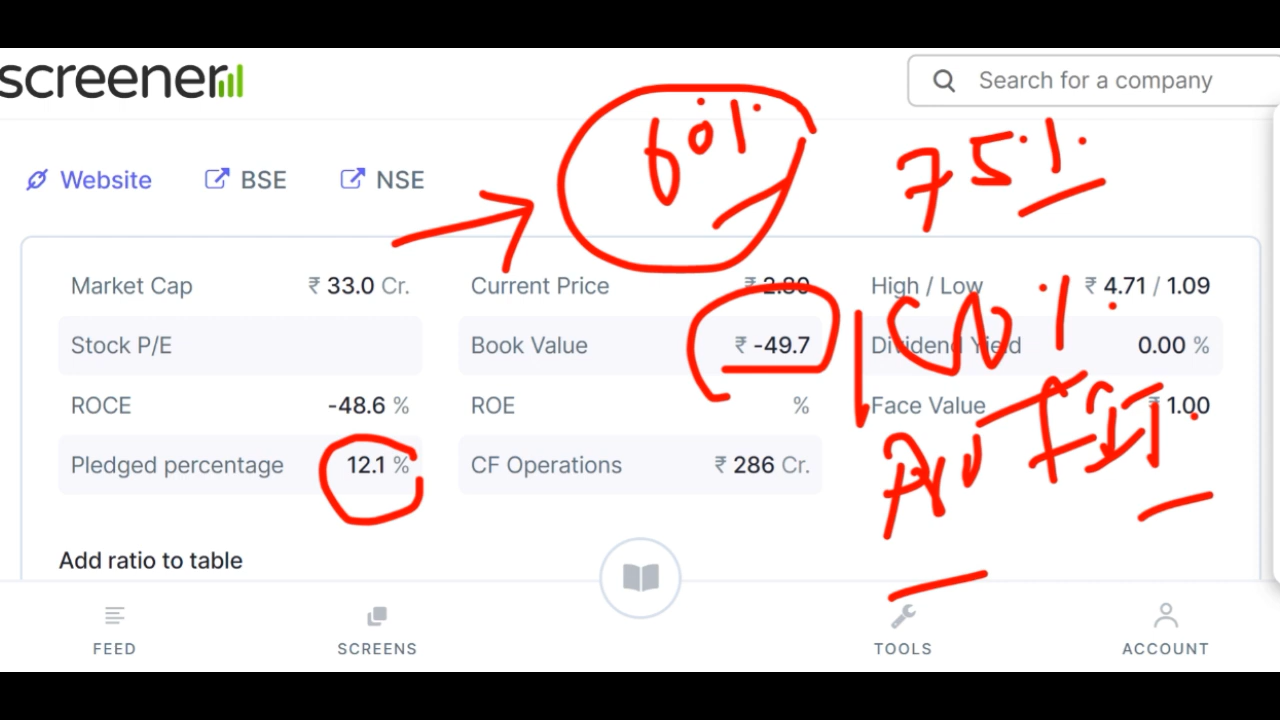 screener
Search for a company
60%
75%
Website BSE NSE
Market Cap ₹ 33.0 Cr. Current Price ₹ 2.80 High / Low ₹ 4.71 / 1.09
Stock P/E Book Value ₹ -49.7 Dividend Yield 0.00 %
ROCE -48.6 % ROE % Face Value ₹ 1.00
Pledged percentage 12.1 % CF Operations ₹ 286 Cr.
Add ratio to table
FEED SCREENS TOOLS ACCOUNT